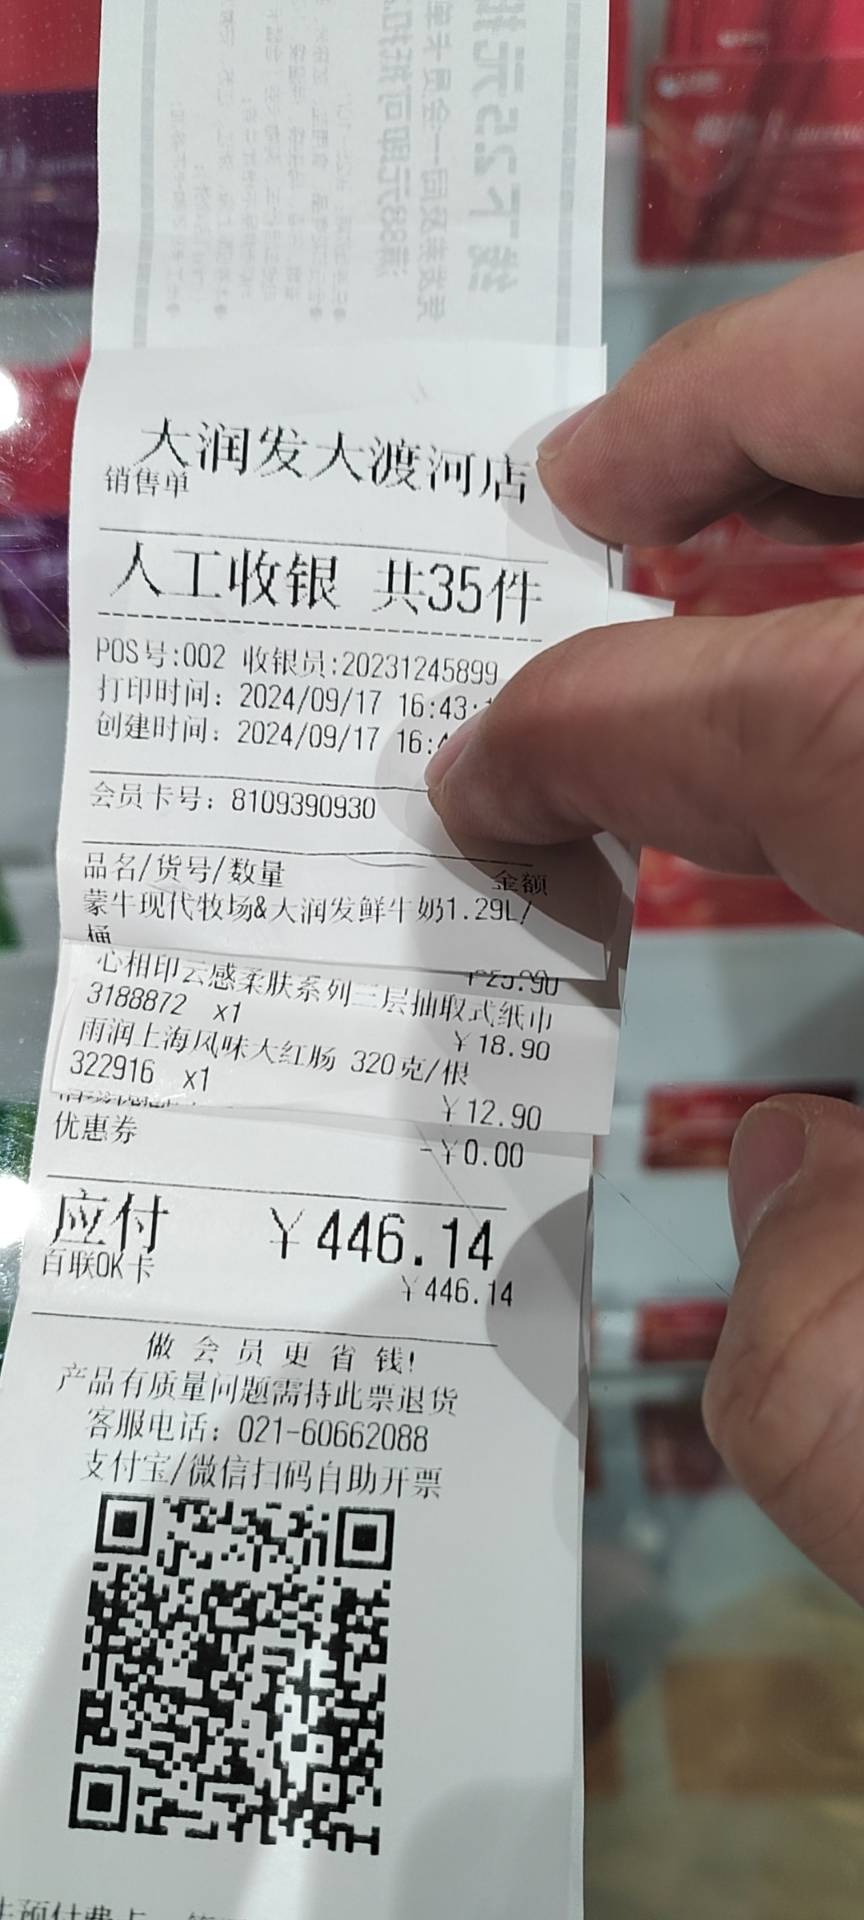 大润发大渡河店
销售单
人工收银 共35件
POS号:002 收银员:20231245899
打印时间: 2024/09/17 16:43:
创建时间: 2024/09/17 16:4
会员卡号: 8109390930
品名/货号/数量 金额
蒙牛现代牧场&大润发鲜牛奶1.29L/
桶
心相印云感柔肤系列三层抽取式纸巾
3188872 x1 ￥18.90
雨润上海风味大红肠 320克/根
322916 x1 ￥12.90
优惠券 -￥0.00
应付 ￥446.14
百联OK卡 ￥446.14
做会员更省钱!
产品有质量问题需持此票退货
客服电话: 021-60662088
支付宝/微信扫码自助开票